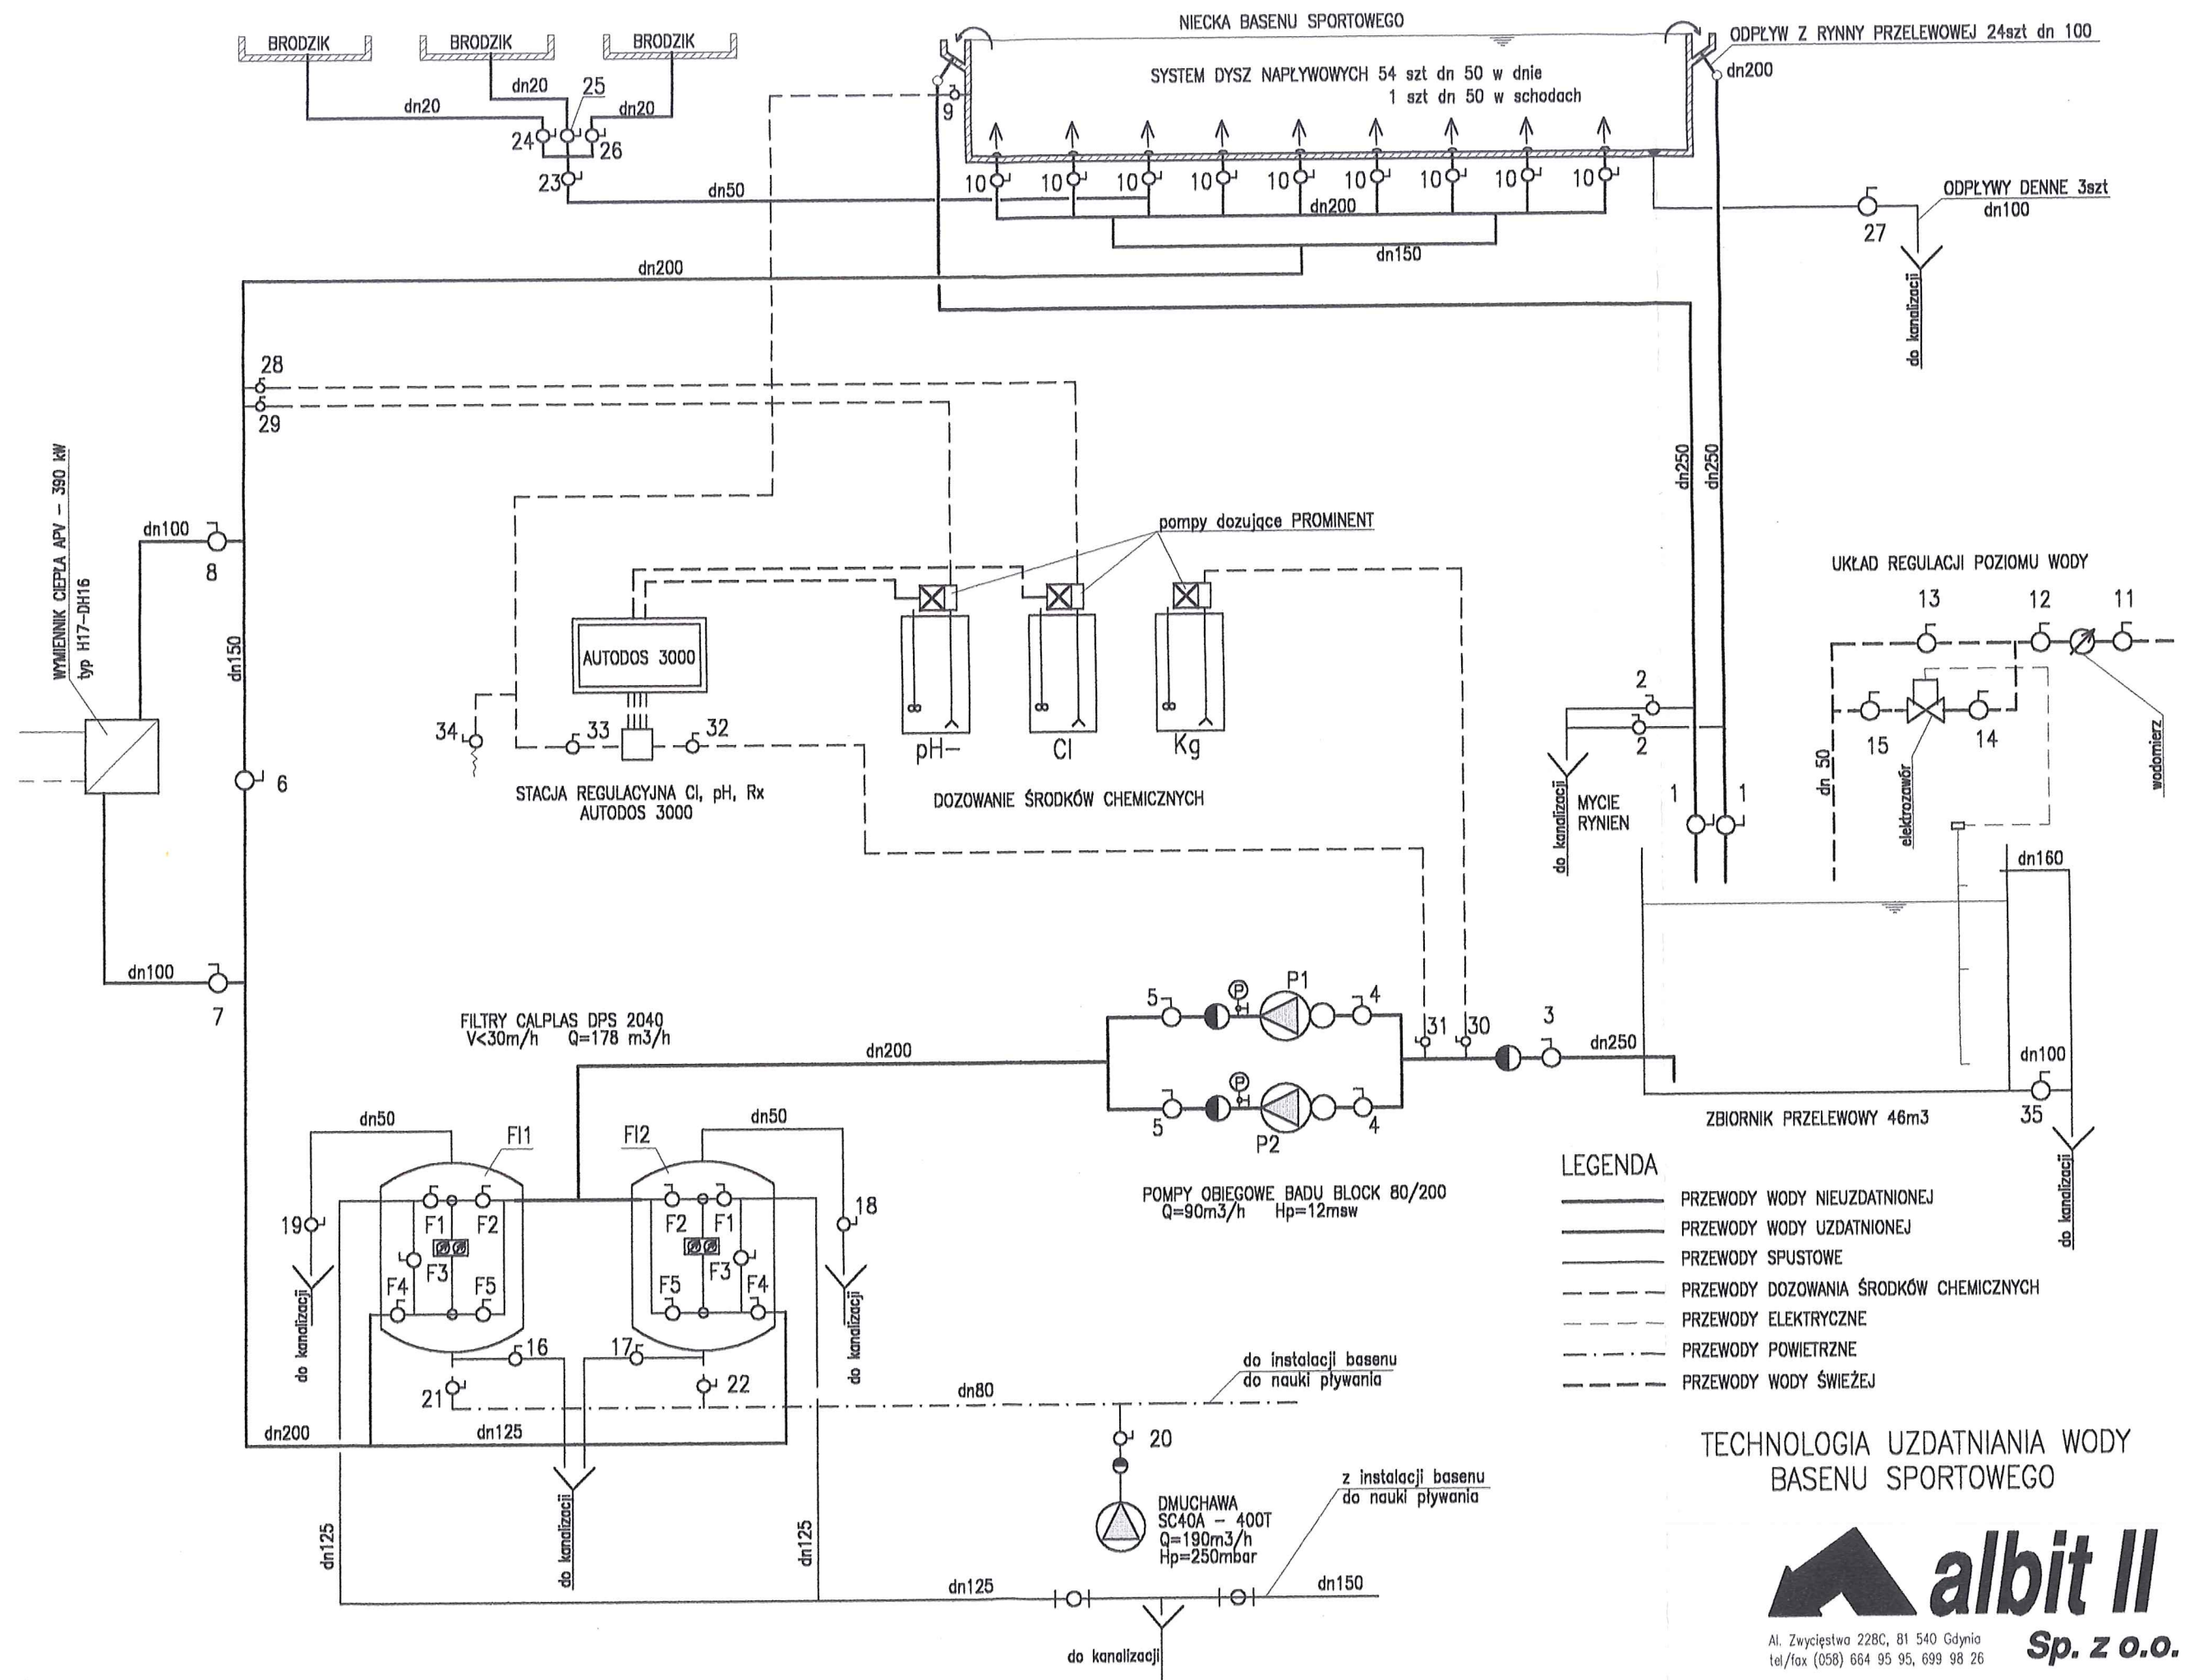 NIECKA BASENU SPORTOWEGO
BRODZIK
BRODZIK
BRODZIK
ODPŁYW Z RYNNY PRZELEWOWEJ 24szt dn 100
dn200
SYSTEM DYSZ NAPŁYWOWYCH 54 szt dn 50 w dnie
1 szt dn 50 w schodach
dn20
dn20
dn20
25
24
26
23
9
dn50
10
10
10
10
10
10
10
10
10
dn200
dn150
dn200
ODPŁYWY DENNE 3szt
dn100
27
do kanalizacji
28
29
dn250
dn250
WYMIENNIK CIEPŁA APV - 390 kW
typ H17-DH16
dn100
8
dn150
6
dn100
7
pompy dozujące PROMINENT
AUTODOS 3000
34
33
32
pH-
Cl
Kg
STACJA REGULACYJNA Cl, pH, Rx
AUTODOS 3000
DOZOWANIE ŚRODKÓW CHEMICZNYCH
UKŁAD REGULACJI POZIOMU WODY
13
12
11
15
14
dn 50
elektrozawór
wodomierz
2
2
do kanalizacji
MYCIE
RYNIEN
1
1
dn160
dn100
35
do kanalizacji
ZBIORNIK PRZELEWOWY 46m3
dn250
3
30
31
P1
P
5
4
P
P2
5
4
dn200
POMPY OBIEGOWE BADU BLOCK 80/200
Q=90m3/h Hp=12msw
FILTRY CALPLAS DPS 2040
V<30m/h Q=178 m3/h
dn50
FI1
FI2
dn50
19
18
F1
F2
F2
F1
F3
F3
F4
F5
F5
F4
do kanalizacji
do kanalizacji
16
17
21
22
dn80
do instalacji basenu
do nauki pływania
dn200
dn125
do kanalizacji
20
DMUCHAWA
SC40A - 400T
Q=190m3/h
Hp=250mbar
z instalacji basenu
do nauki pływania
dn125
dn125
dn125
dn150
do kanalizacji
LEGENDA
PRZEWODY WODY NIEUZDATNIONEJ
PRZEWODY WODY UZDATNIONEJ
PRZEWODY SPUSTOWE
PRZEWODY DOZOWANIA ŚRODKÓW CHEMICZNYCH
PRZEWODY ELEKTRYCZNE
PRZEWODY POWIETRZNE
PRZEWODY WODY ŚWIEŻEJ
TECHNOLOGIA UZDATNIANIA WODY
BASENU SPORTOWEGO
albit II
Sp. z o.o.
Al. Zwycięstwa 228C, 81 540 Gdynia
tel/fax (058) 664 95 95, 699 98 26